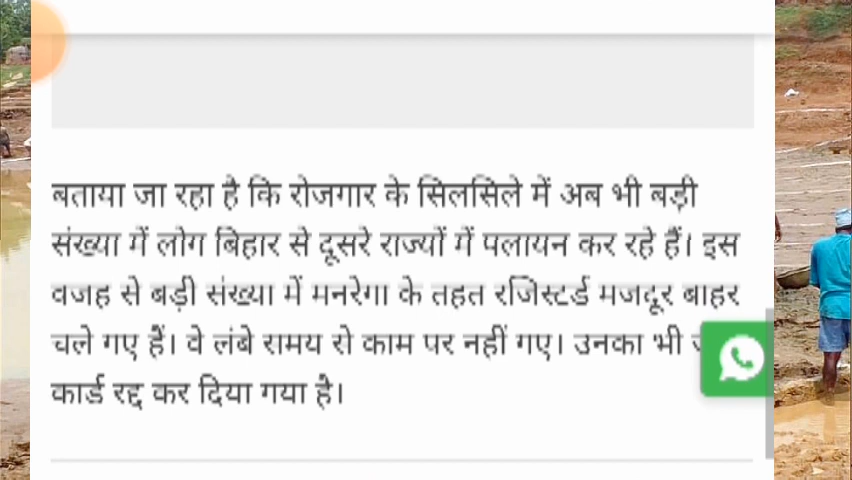 बताया जा रहा है कि रोजगार के सिलसिले में अब भी बड़ी
संख्या में लोग बिहार से दूसरे राज्यों में पलायन कर रहे हैं। इस
वजह से बड़ी संख्या में मनरेगा के तहत रजिस्टर्ड मजदूर बाहर
चले गए हैं। वे लंबे समय से काम पर नहीं गए। उनका भी
कार्ड रद्द कर दिया गया है।